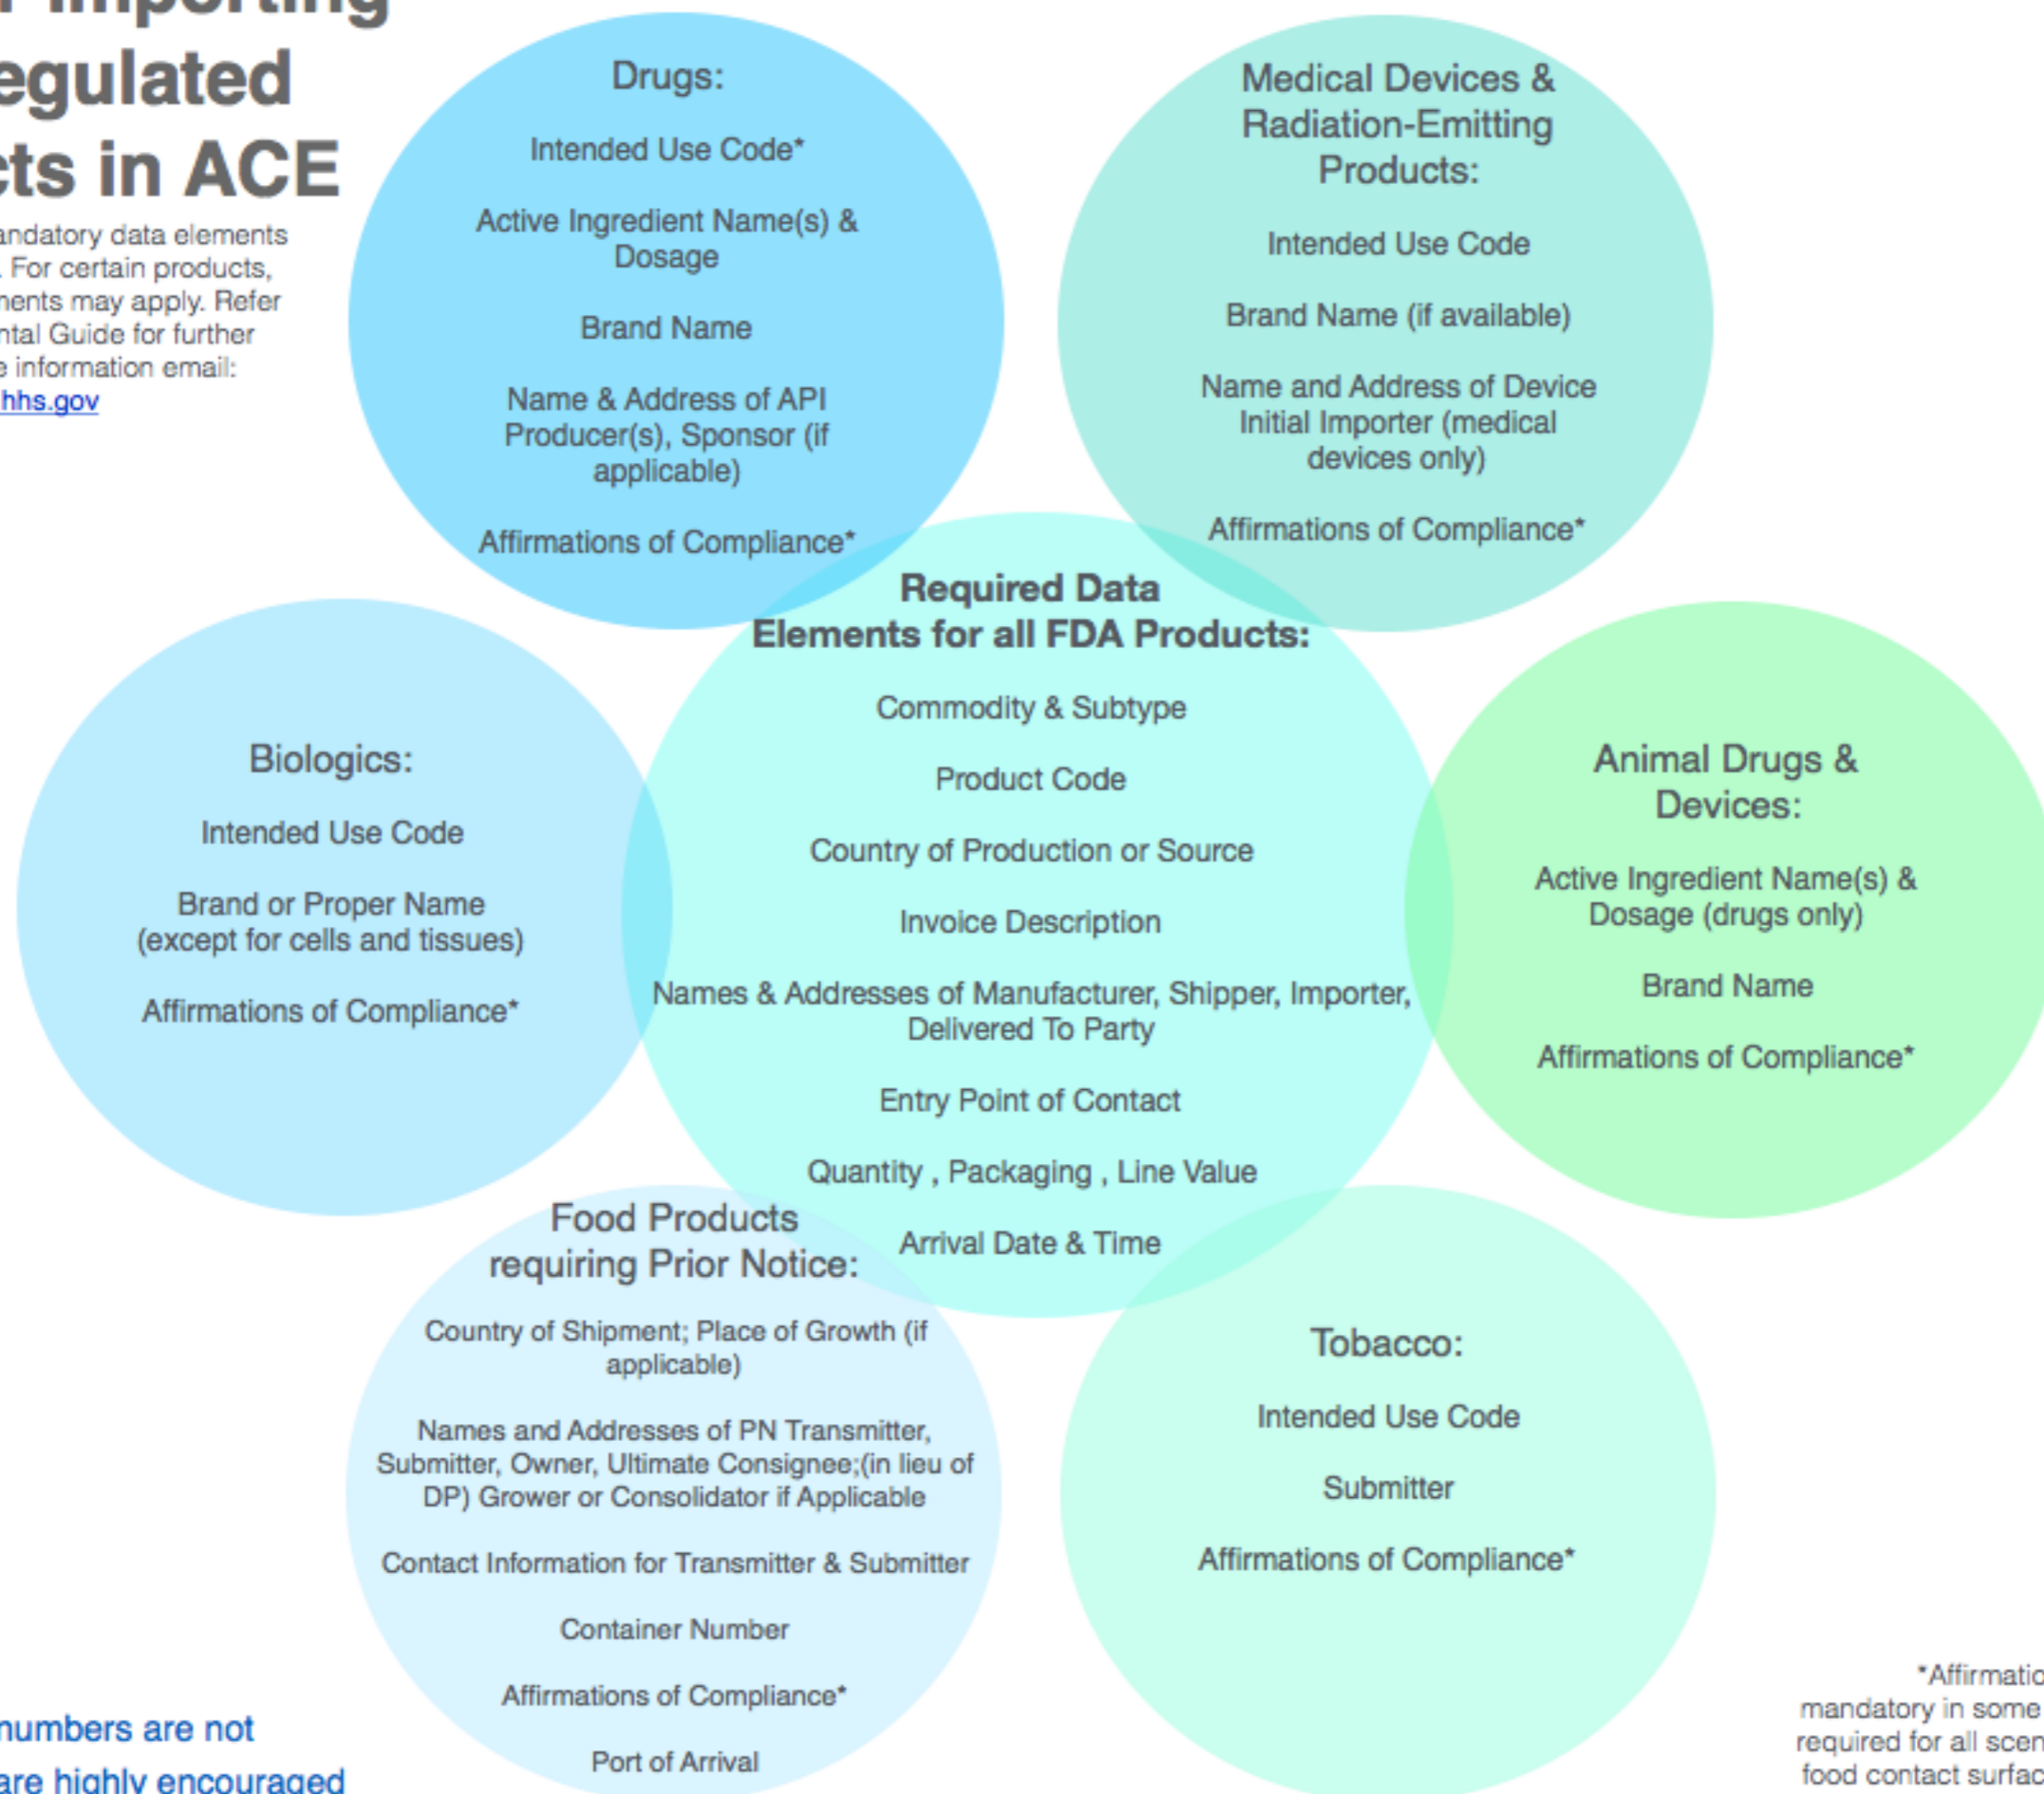 Importing
egulated
cts in ACE
andatory data elements
. For certain products,
ments may apply. Refer
ntal Guide for further
e information email:
hhs.gov
Drugs:
Intended Use Code*
Active Ingredient Name(s) &
Dosage
Brand Name
Name & Address of API
Producer(s), Sponsor (if
applicable)
Affirmations of Compliance*
Medical Devices &
Radiation-Emitting
Products:
Intended Use Code
Brand Name (if available)
Name and Address of Device
Initial Importer (medical
devices only)
Affirmations of Compliance*
Required Data
Elements for all FDA Products:
Commodity & Subtype
Product Code
Country of Production or Source
Invoice Description
Names & Addresses of Manufacturer, Shipper, Importer,
Delivered To Party
Entry Point of Contact
Quantity , Packaging , Line Value
Arrival Date & Time
Biologics:
Intended Use Code
Brand or Proper Name
(except for cells and tissues)
Affirmations of Compliance*
Animal Drugs &
Devices:
Active Ingredient Name(s) &
Dosage (drugs only)
Brand Name
Affirmations of Compliance*
Food Products
requiring Prior Notice:
Country of Shipment; Place of Growth (if
applicable)
Names and Addresses of PN Transmitter,
Submitter, Owner, Ultimate Consignee;(in lieu of
DP) Grower or Consolidator if Applicable
Contact Information for Transmitter & Submitter
Container Number
Affirmations of Compliance*
Port of Arrival
Tobacco:
Intended Use Code
Submitter
Affirmations of Compliance*
numbers are not
are highly encouraged
*Affirmatio
mandatory in some
required for all scen
food contact surfac